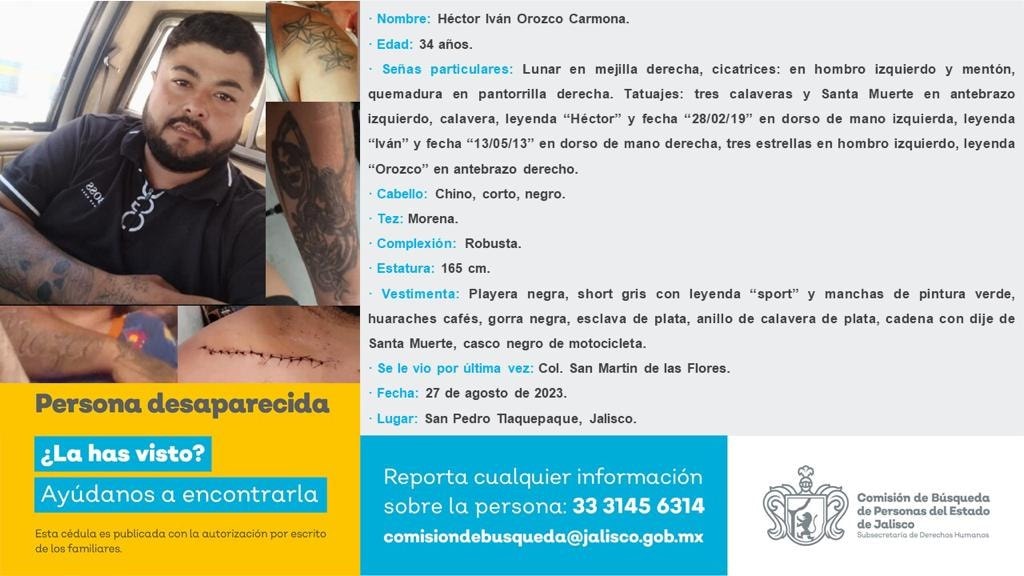 · Nombre: Héctor Iván Orozco Carmona.
· Edad: 34 años.
· Señas particulares: Lunar en mejilla derecha, cicatrices: en hombro izquierdo y mentón,
quemadura en pantorrilla derecha. Tatuajes: tres calaveras y Santa Muerte en antebrazo
izquierdo, calavera, leyenda “Héctor” y fecha “28/02/19” en dorso de mano izquierda, leyenda
“Iván” y fecha “13/05/13” en dorso de mano derecha, tres estrellas en hombro izquierdo, leyenda
“Orozco” en antebrazo derecho.
· Cabello: Chino, corto, negro.
· Tez: Morena.
· Complexión: Robusta.
· Estatura: 165 cm.
· Vestimenta: Playera negra, short gris con leyenda “sport” y manchas de pintura verde,
huaraches cafés, gorra negra, esclava de plata, anillo de calavera de plata, cadena con dije de
Santa Muerte, casco negro de motocicleta.
· Se le vio por última vez: Col. San Martin de las Flores.
· Fecha: 27 de agosto de 2023.
· Lugar: San Pedro Tlaquepaque, Jalisco.
BOSS
Persona desaparecida
¿La has visto?
Ayúdanos a encontrarla
Esta cédula es publicada con la autorización por escrito
de los familiares.
Reporta cualquier información
sobre la persona: 33 3145 6314
comisiondebusqueda@jalisco.gob.mx
Comisión de Búsqueda
de Personas del Estado
de Jalisco
Subsecretaría de Derechos Humanos